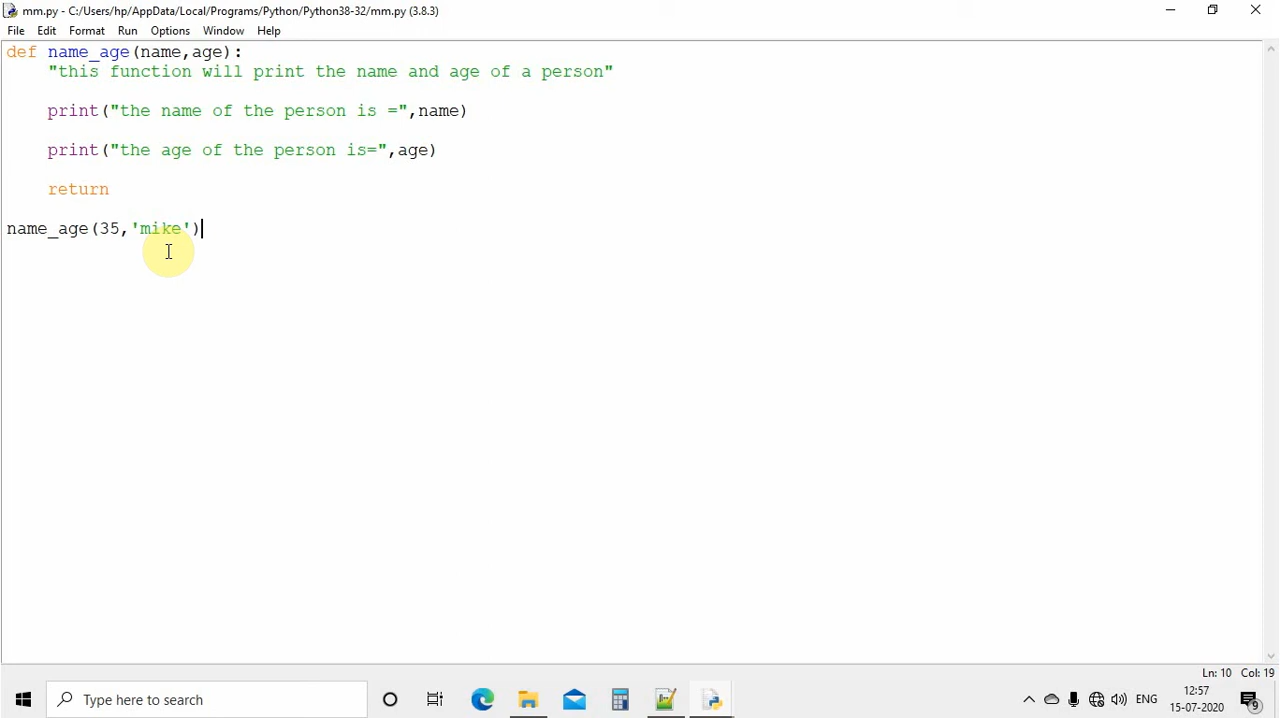 mm.py - C:/Users/hp/AppData/Local/Programs/Python/Python38-32/mm.py (3.8.3)
File Edit Format Run Options Window Help
def name_age(name,age):
    "this function will print the name and age of a person"
    print("the name of the person is =",name)
    print("the age of the person is=",age)
    return
name_age(35,'mike')
Ln: 10 Col: 19
Type here to search
ENG
12:57
15-07-2020
9